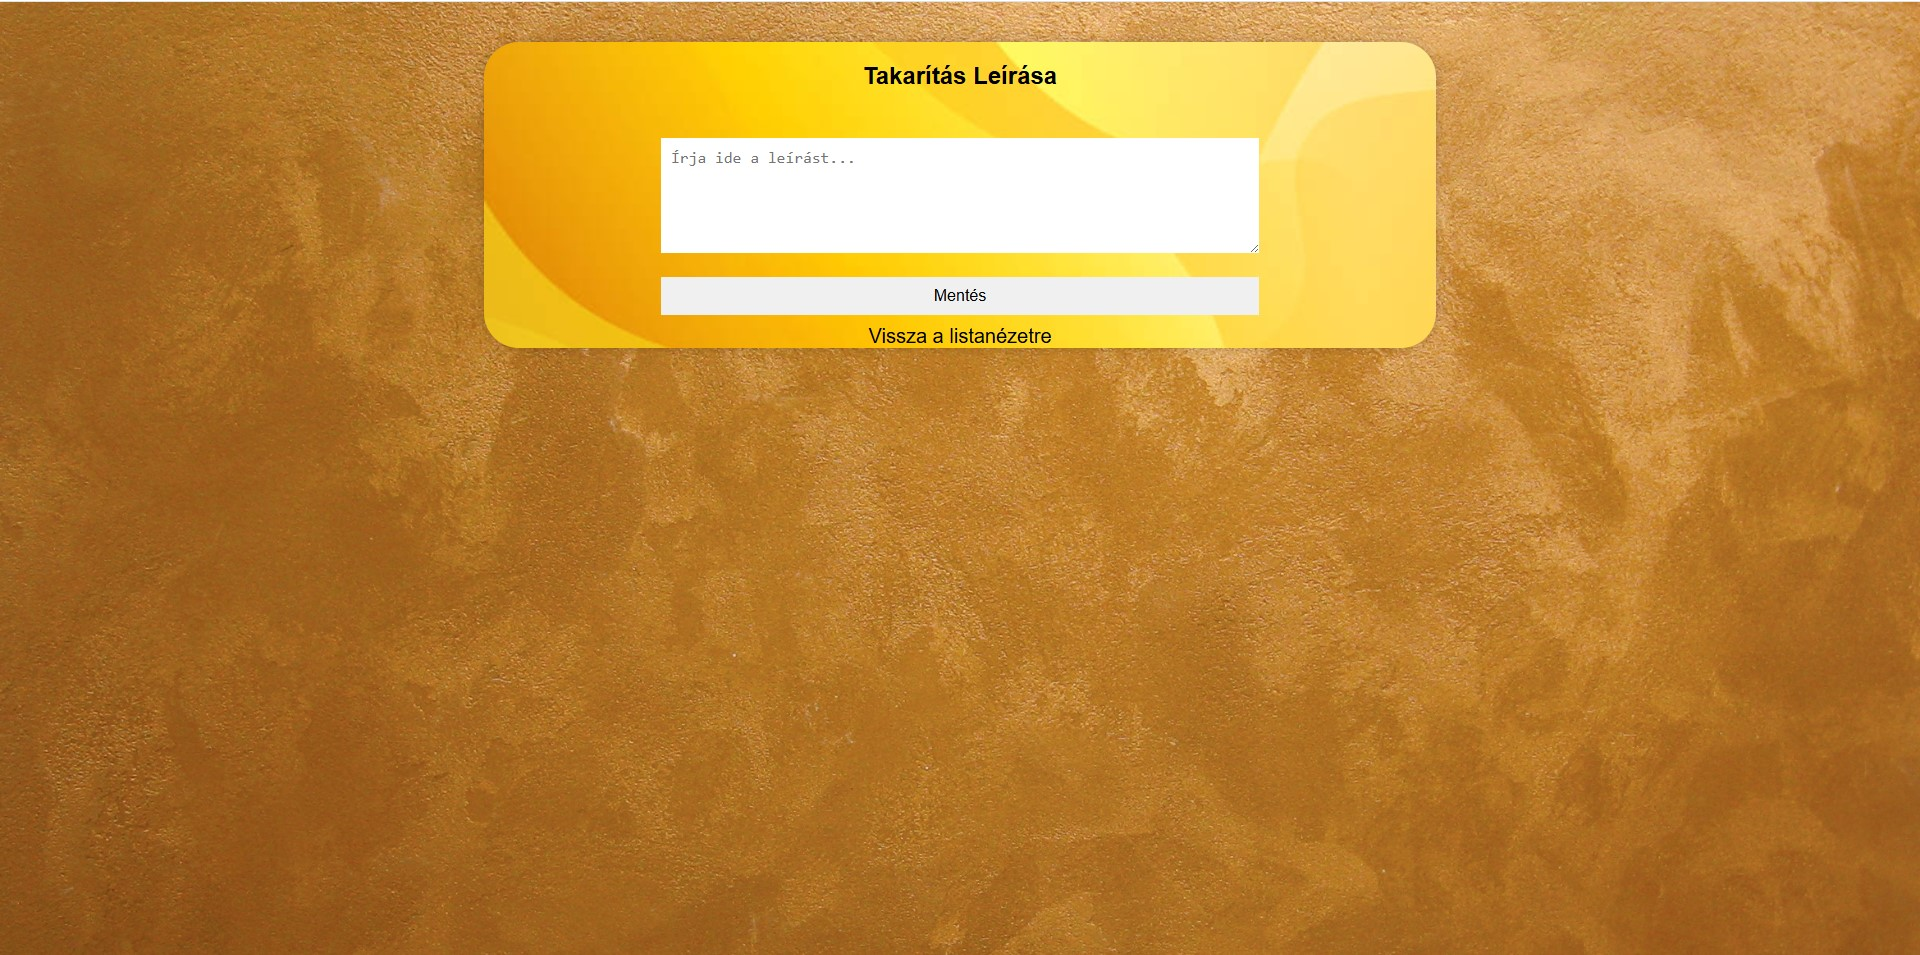 Takarítás Leírása
Írja ide a leírást...
Mentés
Vissza a listanézetre